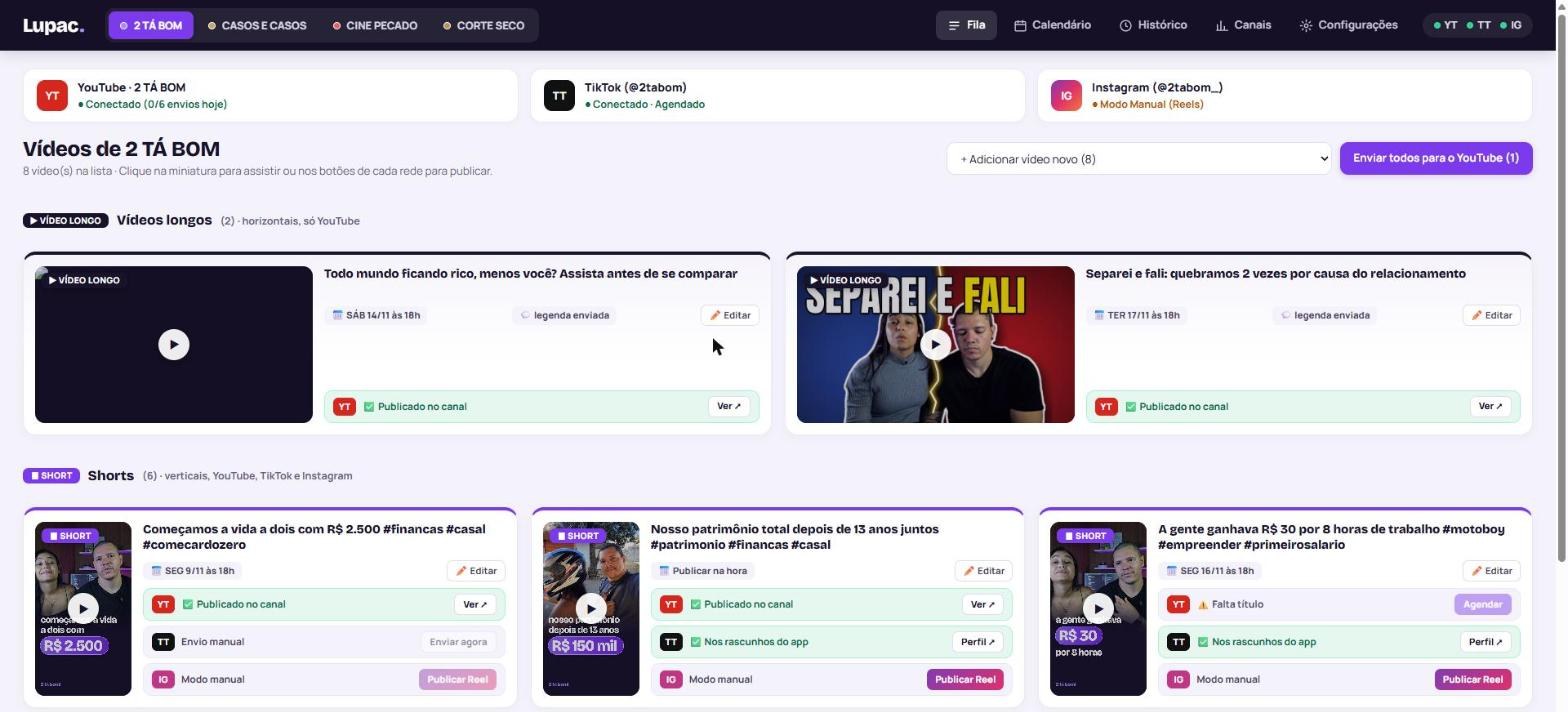 Lupac.
2 TÁ BOM
CASOS E CASOS
CINE PECADO
CORTE SECO
Fila
Calendário
Histórico
Canais
Configurações
YT TT IG
YT
YouTube · 2 TÁ BOM
● Conectado (0/6 envios hoje)
TT
TikTok (@2tabom)
● Conectado · Agendado
IG
Instagram (@2tabom_)
● Modo Manual (Reels)
Vídeos de 2 TÁ BOM
8 vídeo(s) na lista · Clique na miniatura para assistir ou nos botões de cada rede para publicar.
+ Adicionar vídeo novo (8)
Enviar todos para o YouTube (1)
▶ VÍDEO LONGO
Vídeos longos
(2) · horizontais, só YouTube
▶ VÍDEO LONGO
Todo mundo ficando rico, menos você? Assista antes de se comparar
SÁB 14/11 às 18h
legenda enviada
Editar
YT
Publicado no canal
Ver ↗
▶ VÍDEO LONGO
SEPAREI E FALI
Separei e fali: quebramos 2 vezes por causa do relacionamento
TER 17/11 às 18h
legenda enviada
Editar
YT
Publicado no canal
Ver ↗
SHORT
Shorts
(6) · verticais, YouTube, TikTok e Instagram
SHORT
a dois com
R$ 2.500
Começamos a vida a dois com R$ 2.500 #financas #casal
#comecardozero
SEG 9/11 às 18h
Editar
YT
Publicado no canal
Ver ↗
TT
Envio manual
Enviar agora
IG
Modo manual
Publicar Reel
SHORT
depois de 13 anos
R$ 150 mil
Nosso patrimônio total depois de 13 anos juntos
#patrimonio #financas #casal
Publicar na hora
Editar
YT
Publicado no canal
Ver ↗
TT
Nos rascunhos do app
Perfil ↗
IG
Modo manual
Publicar Reel
SHORT
R$ 30
por 8 horas
A gente ganhava R$ 30 por 8 horas de trabalho #motoboy
#empreender #primeirosalario
SEG 16/11 às 18h
Editar
YT
Falta título
Agendar
TT
Nos rascunhos do app
Perfil ↗
IG
Modo manual
Publicar Reel